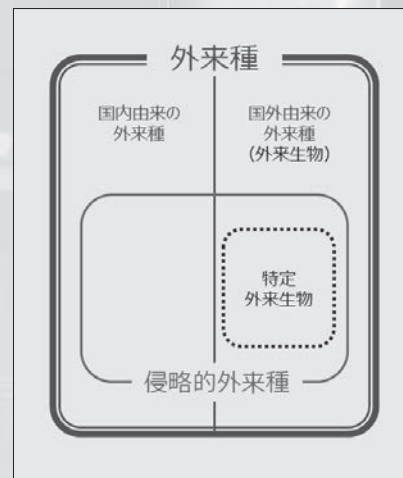 外来種
国内由来の
外来種
国外由来の
外来種
(外来生物)
特定
外来生物
侵略的外来種